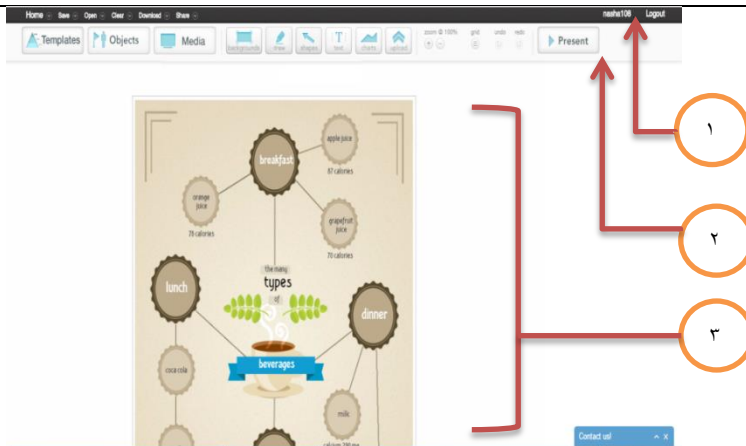 Home Save Open Clear Download Share nasha108 Logout
Templates Objects Media backgrounds draw shapes text charts upload zoom @ 100% grid undo redo Present
apple juice
breakfast
87 calories
orange juice
78 calories
grapefruit juice
70 calories
the many
types
of
lunch
dinner
beverages
coca cola
milk
Contact us! ^ X
١
٢
٣